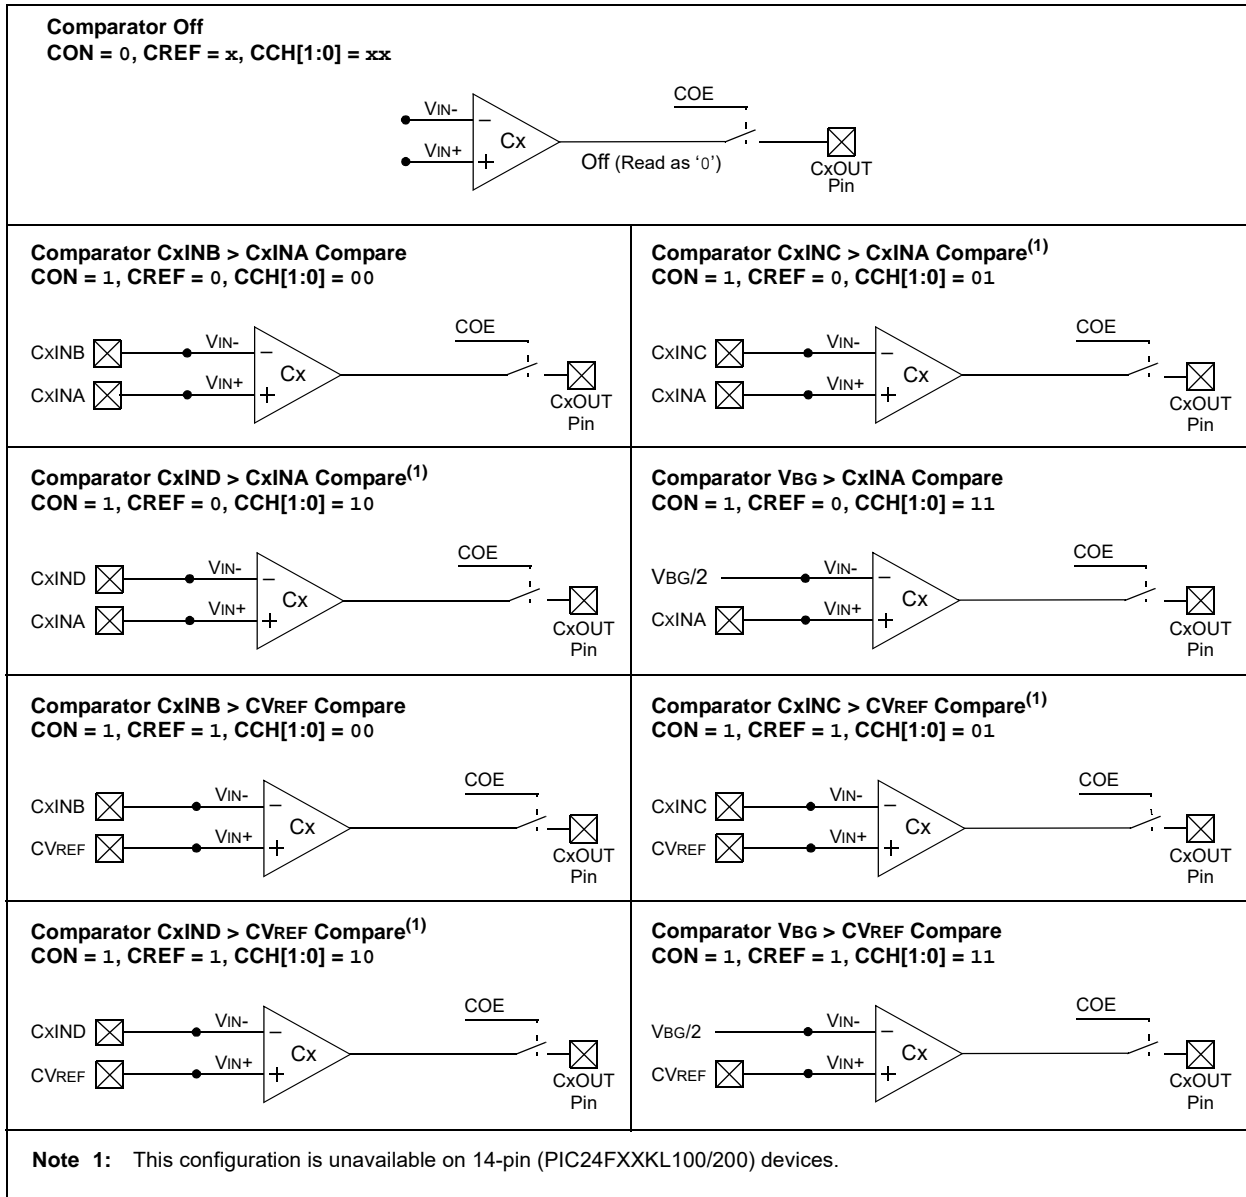 Comparator Off
CON = 0, CREF = x, CCH[1:0] = xx
COE
VIN-
–
Cx
VIN+
+
Off (Read as ‘0’)
CxOUT
Pin
Comparator CxINB > CxINA Compare
CON = 1, CREF = 0, CCH[1:0] = 00
COE
CxINB
VIN-
–
Cx
CxINA
VIN+
+
CxOUT
Pin
Comparator CxINC > CxINA Compare(1)
CON = 1, CREF = 0, CCH[1:0] = 01
COE
CxINC
VIN-
–
Cx
CxINA
VIN+
+
CxOUT
Pin
Comparator CxIND > CxINA Compare(1)
CON = 1, CREF = 0, CCH[1:0] = 10
COE
CxIND
VIN-
–
Cx
CxINA
VIN+
+
CxOUT
Pin
Comparator VBG > CxINA Compare
CON = 1, CREF = 0, CCH[1:0] = 11
COE
VBG/2
VIN-
–
Cx
CxINA
VIN+
+
CxOUT
Pin
Comparator CxINB > CVREF Compare
CON = 1, CREF = 1, CCH[1:0] = 00
COE
CxINB
VIN-
–
Cx
CVREF
VIN+
+
CxOUT
Pin
Comparator CxINC > CVREF Compare(1)
CON = 1, CREF = 1, CCH[1:0] = 01
COE
CxINC
VIN-
–
Cx
CVREF
VIN+
+
CxOUT
Pin
Comparator CxIND > CVREF Compare(1)
CON = 1, CREF = 1, CCH[1:0] = 10
COE
CxIND
VIN-
–
Cx
CVREF
VIN+
+
CxOUT
Pin
Comparator VBG > CVREF Compare
CON = 1, CREF = 1, CCH[1:0] = 11
COE
VBG/2
VIN-
–
Cx
CVREF
VIN+
+
CxOUT
Pin
Note 1: This configuration is unavailable on 14-pin (PIC24FXXKL100/200) devices.